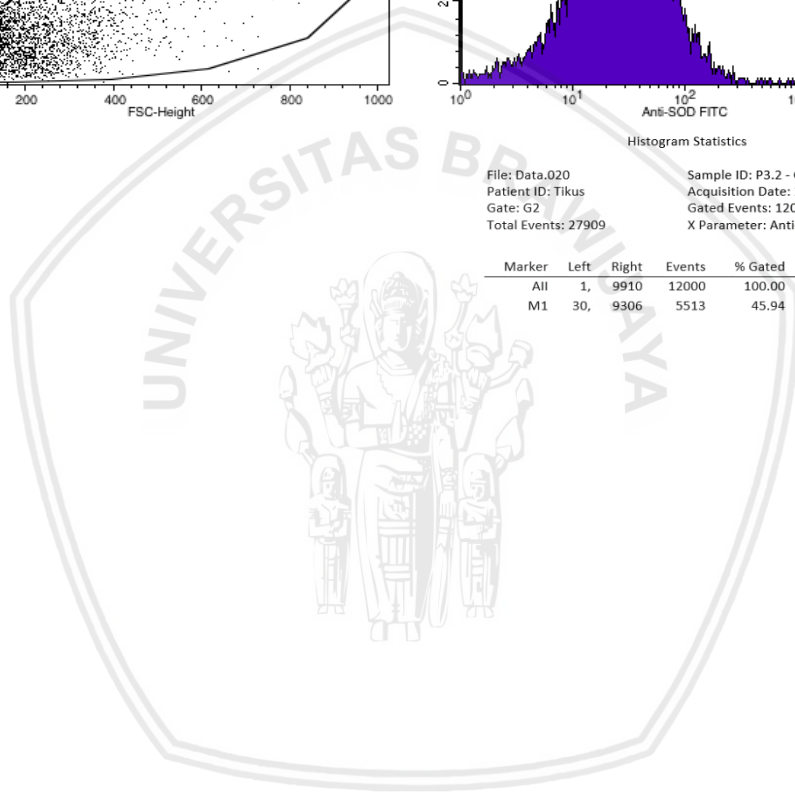 2
0
200 400 600 800 1000
FSC-Height
10^0 10^1 10^2
Anti-SOD FITC
Histogram Statistics
File: Data.020 Sample ID: P3.2 -
Patient ID: Tikus Acquisition Date:
Gate: G2 Gated Events: 120
Total Events: 27909 X Parameter: Anti
Marker Left Right Events % Gated
All 1, 9910 12000 100.00
M1 30, 9306 5513 45.94
UNIVERSITAS BRAWIJAYA